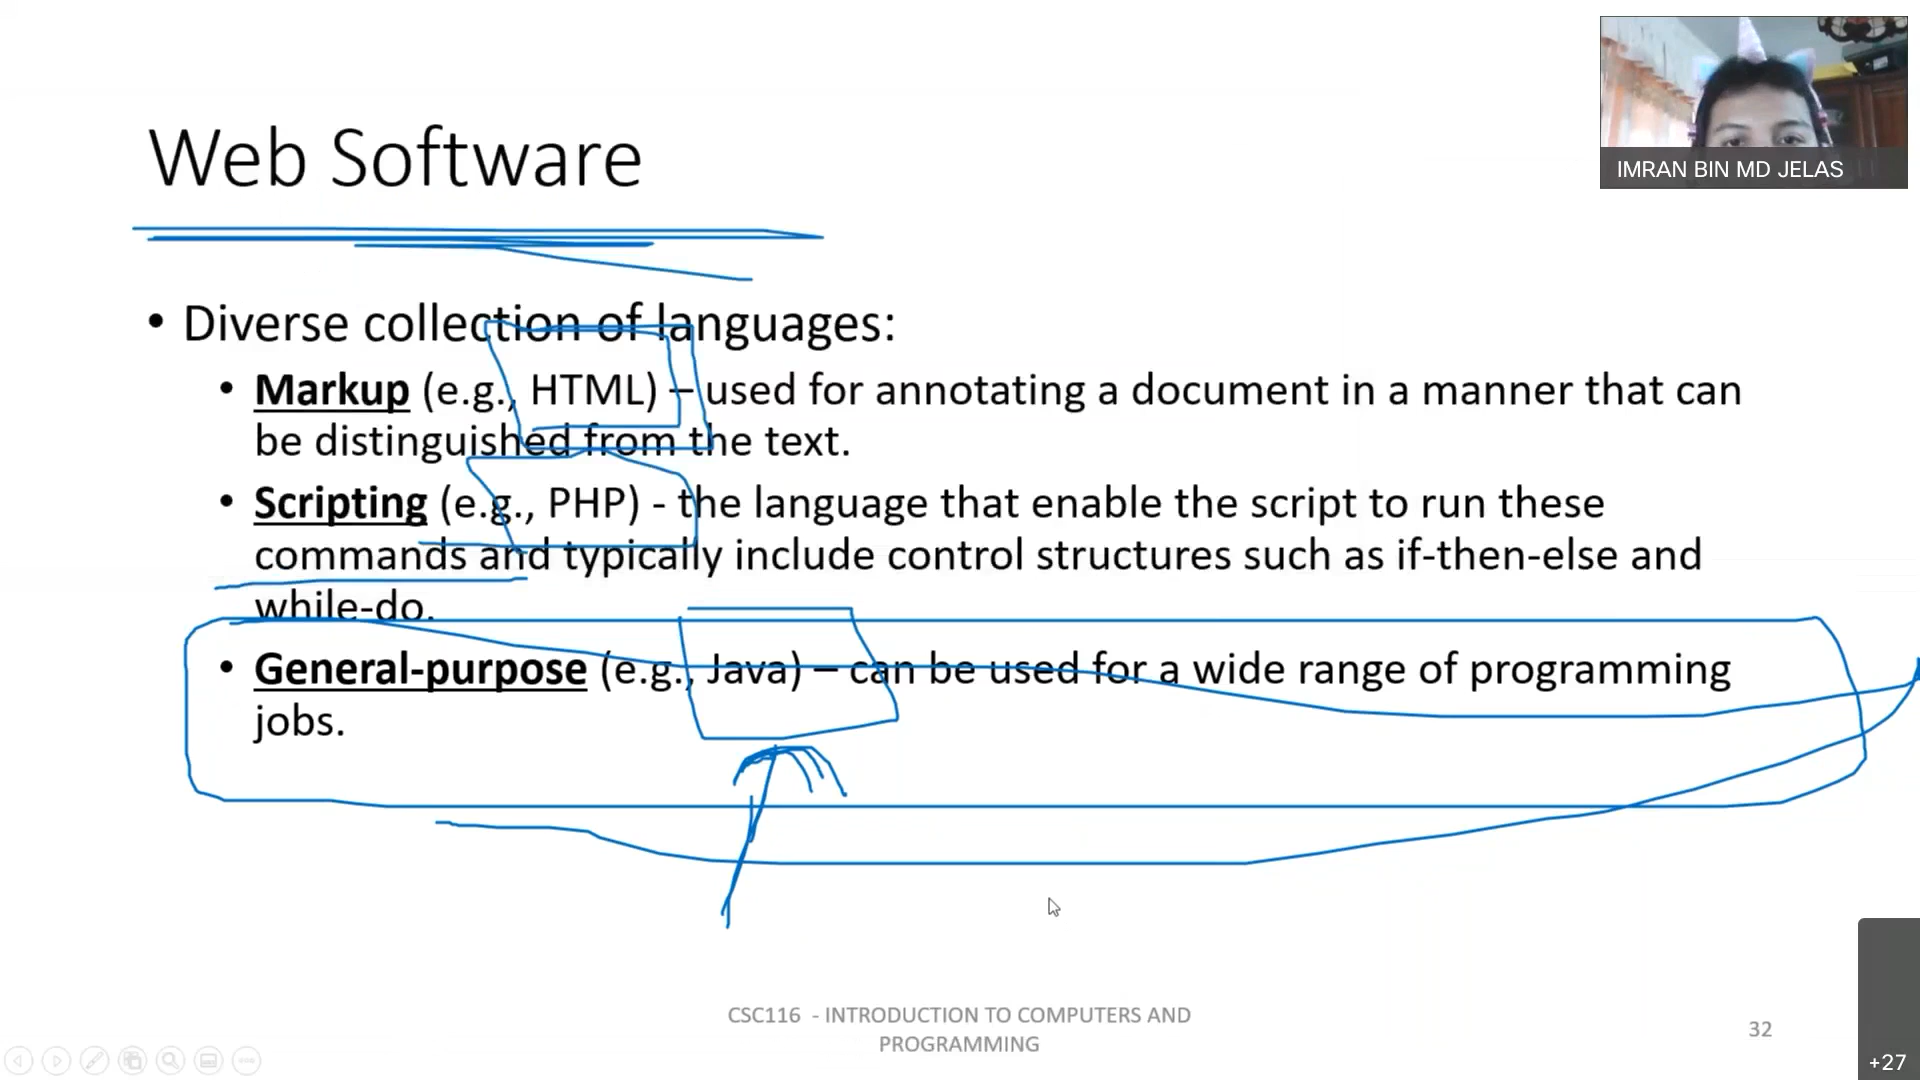 IMRAN BIN MD JELAS
Web Software
• Diverse collection of languages:
• Markup (e.g., HTML) – used for annotating a document in a manner that can
be distinguished from the text.
• Scripting (e.g., PHP) - the language that enable the script to run these
commands and typically include control structures such as if-then-else and
while-do.
• General-purpose (e.g., Java) – can be used for a wide range of programming
jobs.
CSC116 - INTRODUCTION TO COMPUTERS AND
PROGRAMMING
32
+27